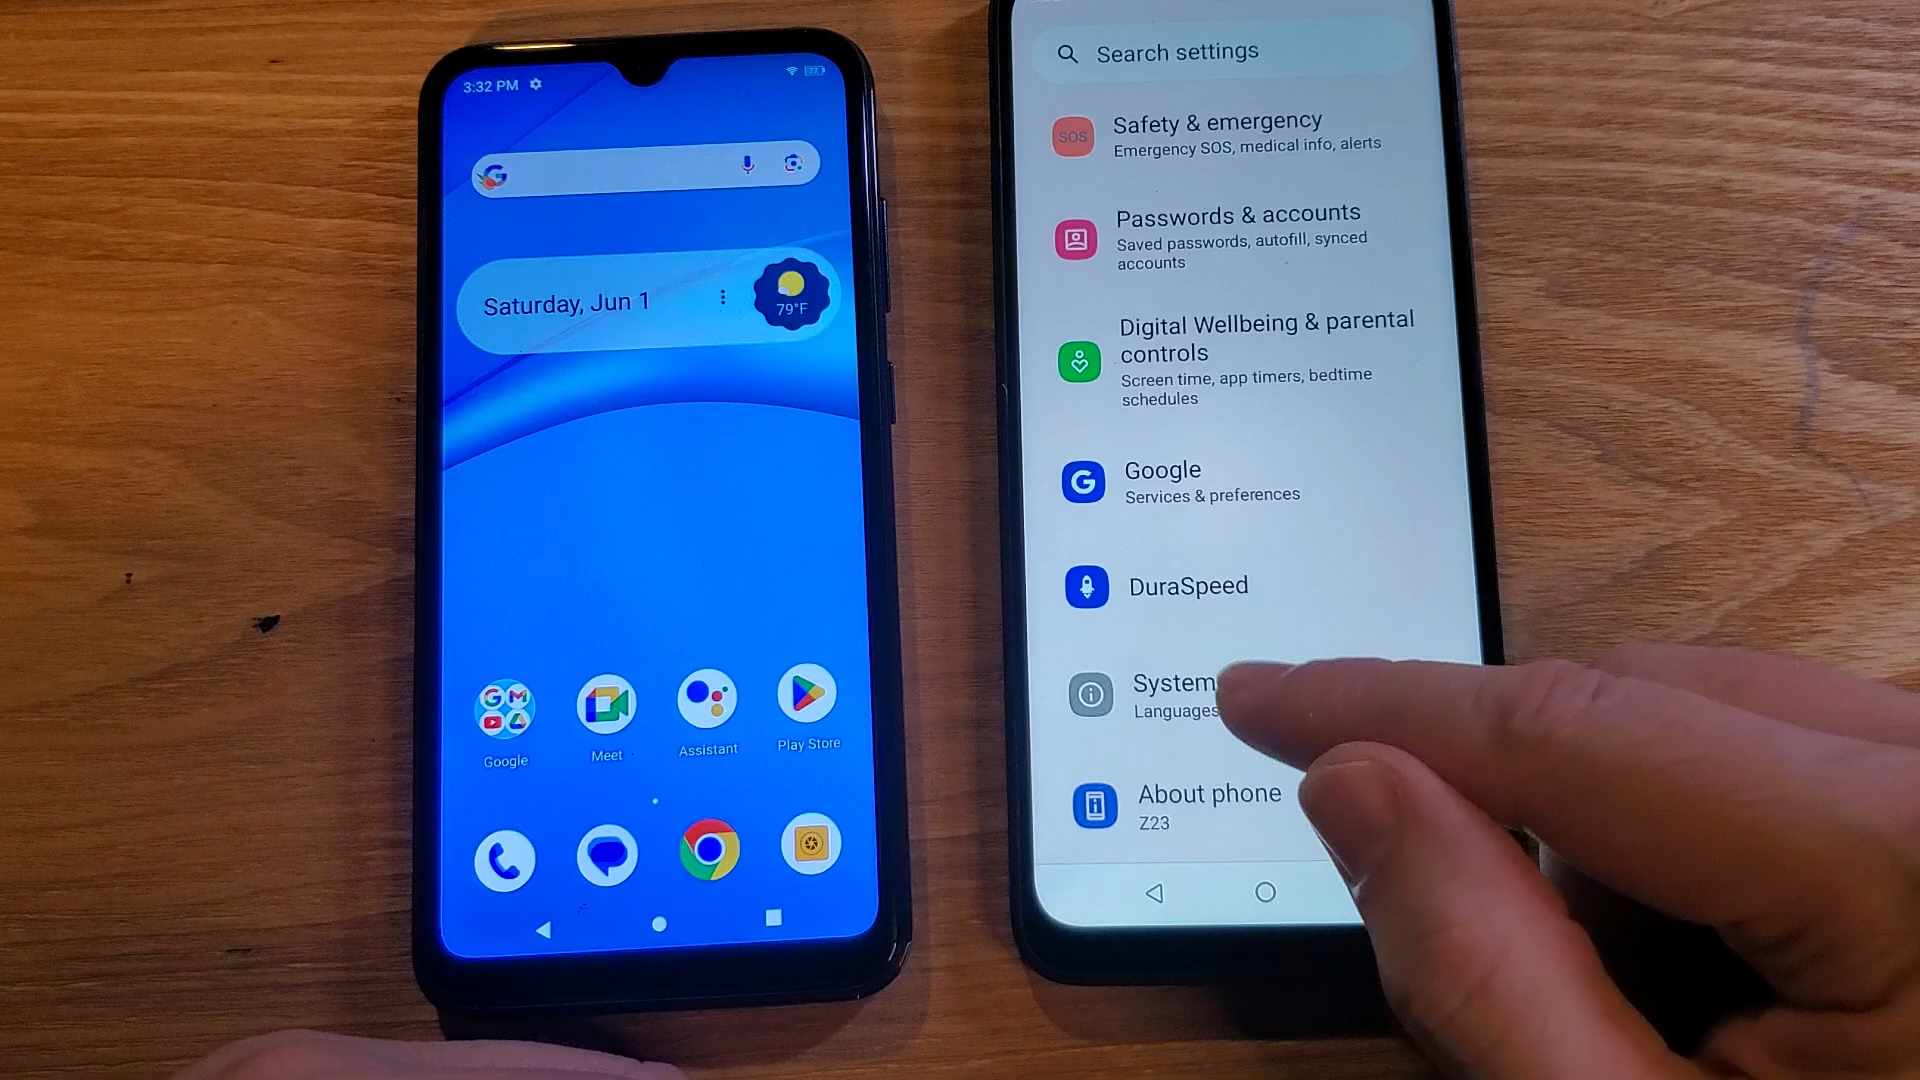 3:32 PM
Saturday, Jun 1
79°F
Google
Meet
Assistant
Play Store
Search settings
SOS
Safety & emergency
Emergency SOS, medical info, alerts
Passwords & accounts
Saved passwords, autofill, synced
accounts
Digital Wellbeing & parental
controls
Screen time, app timers, bedtime
schedules
Google
Services & preferences
DuraSpeed
System
Languages
About phone
Z23